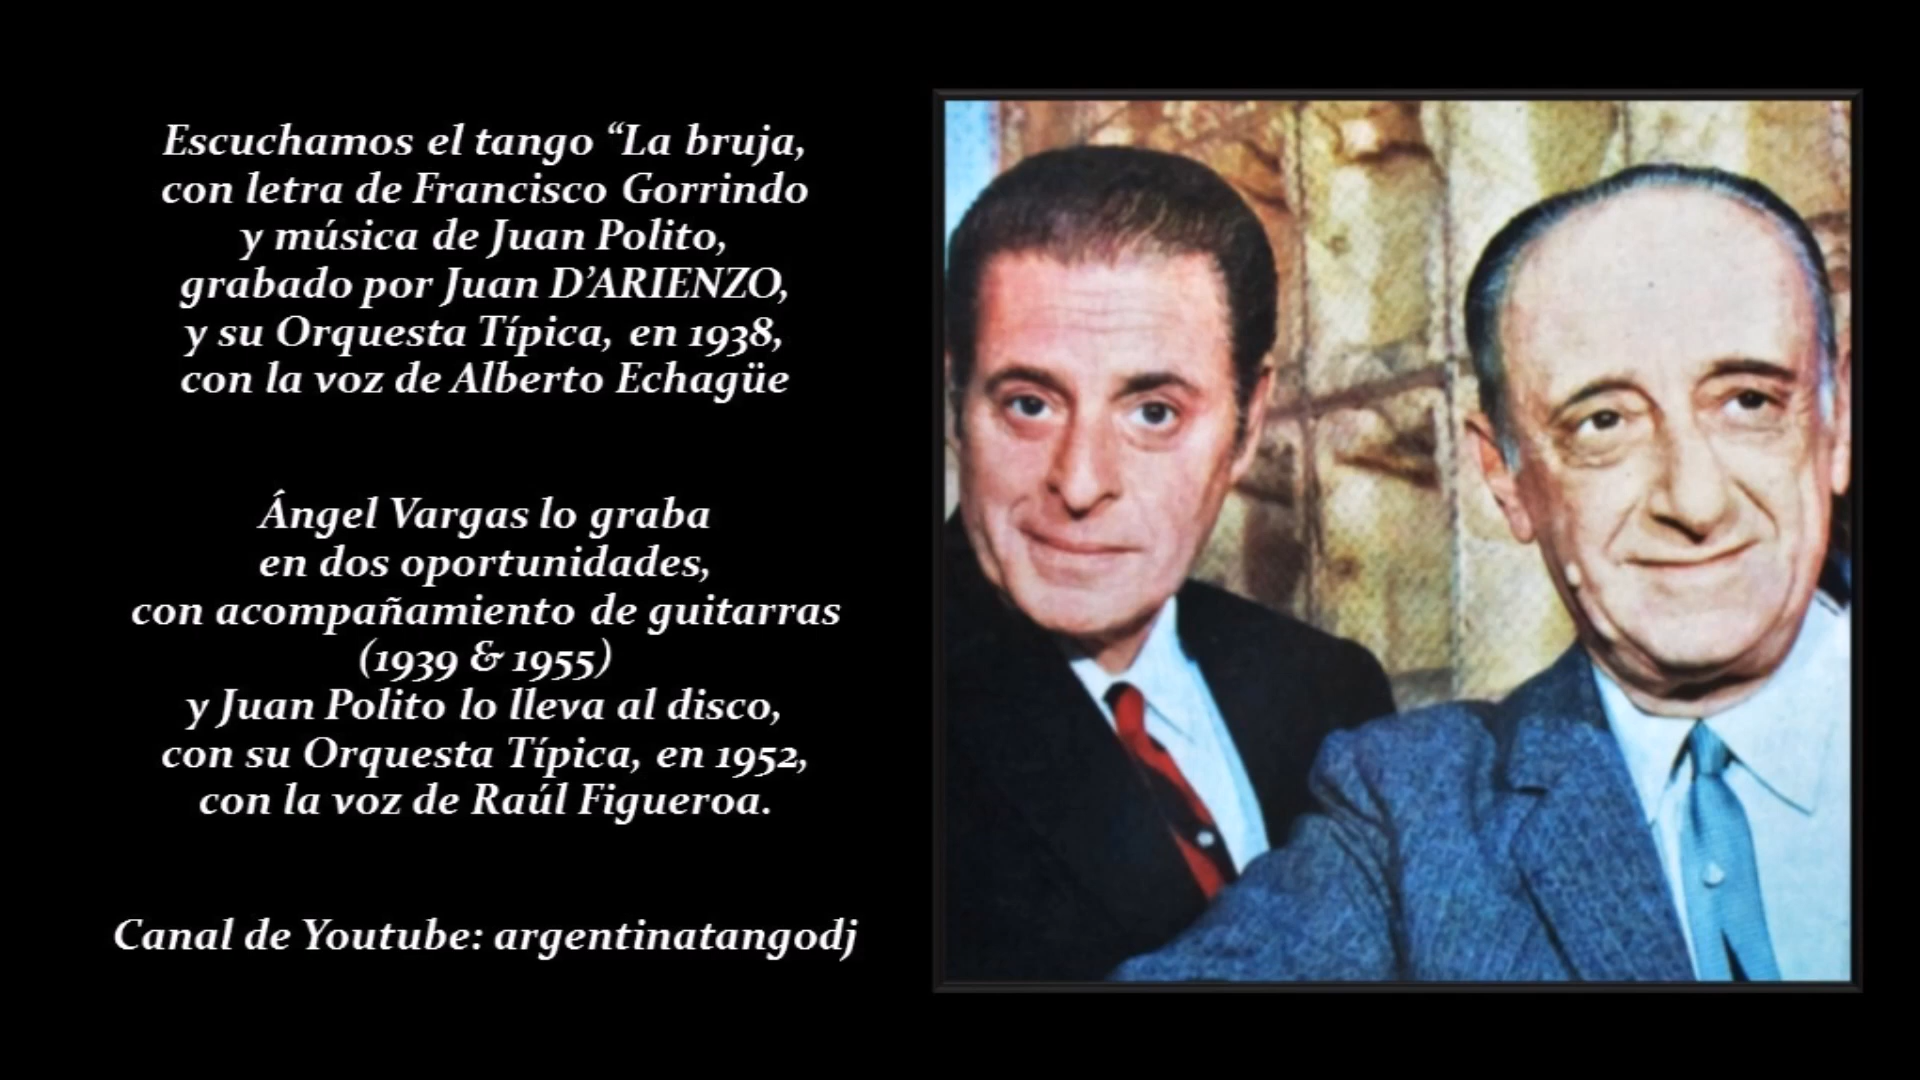 Escuchamos el tango “La bruja,
con letra de Francisco Gorrindo
y música de Juan Polito,
grabado por Juan D’ARIENZO,
y su Orquesta Típica, en 1938,
con la voz de Alberto Echagüe
Ángel Vargas lo graba
en dos oportunidades,
con acompañamiento de guitarras
(1939 & 1955)
y Juan Polito lo lleva al disco,
con su Orquesta Típica, en 1952,
con la voz de Raúl Figueroa.
Canal de Youtube: argentinatangodj